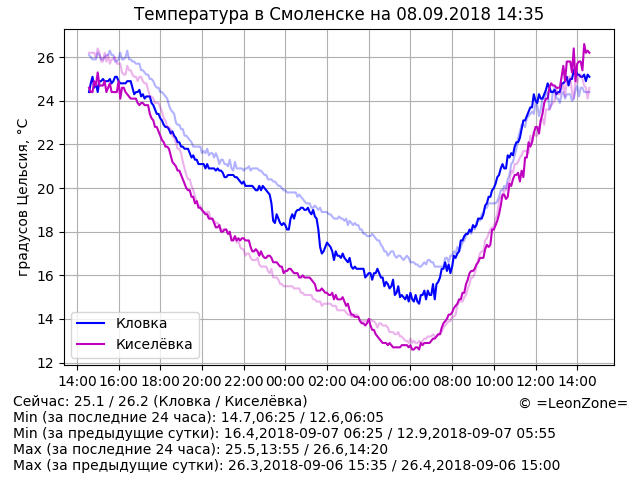 Температура в Смоленске на 08.09.2018 14:35
градусов Цельсия, °C
26
24
22
20
18
16
14
12
Кловка
Киселёвка
14:00 16:00 18:00 20:00 22:00 00:00 02:00 04:00 06:00 08:00 10:00 12:00 14:00
Сейчас: 25.1 / 26.2 (Кловка / Киселёвка)
© =LeonZone=
Min (за последние 24 часа): 14.7,06:25 / 12.6,06:05
Min (за предыдущие сутки): 16.4,2018-09-07 06:25 / 12.9,2018-09-07 05:55
Max (за последние 24 часа): 25.5,13:55 / 26.6,14:20
Max (за предыдущие сутки): 26.3,2018-09-06 15:35 / 26.4,2018-09-06 15:00